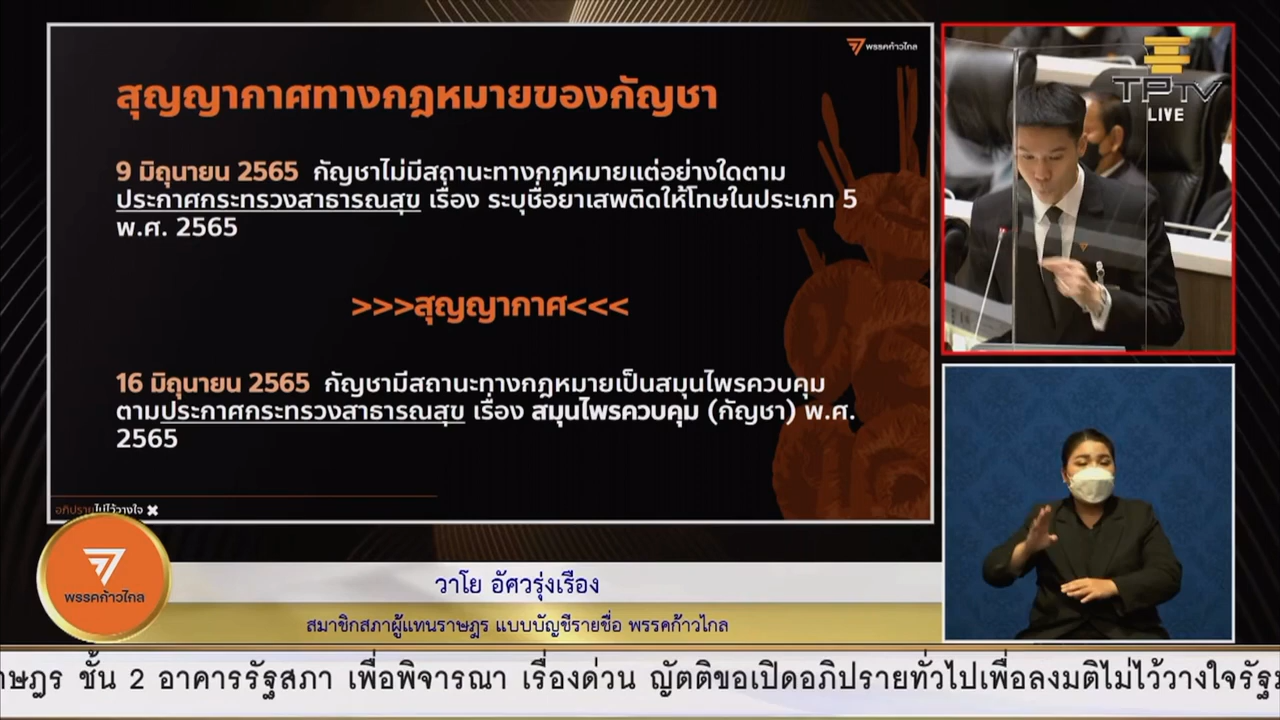 พรรคก้าวไกล
สุญญากาศทางกฎหมายของกัญชา
9 มิถุนายน 2565 กัญชาไม่มีสถานะทางกฎหมายแต่อย่างใดตาม
ประกาศกระทรวงสาธารณสุข เรื่อง ระบุชื่อยาเสพติดให้โทษในประเภท 5
พ.ศ. 2565
>>>สุญญากาศ<<<
16 มิถุนายน 2565 กัญชามีสถานะทางกฎหมายเป็นสมุนไพรควบคุม
ตามประกาศกระทรวงสาธารณสุข เรื่อง สมุนไพรควบคุม (กัญชา) พ.ศ.
2565
อภิปรายไม่ไว้วางใจ
TPTV
LIVE
พรรคก้าวไกล
วาโย อัศวรุ่งเรือง
สมาชิกสภาผู้แทนราษฎร แบบบัญชีรายชื่อ พรรคก้าวไกล
าษฎร ชั้น 2 อาคารรัฐสภา เพื่อพิจารณา เรื่องด่วน ญัตติขอเปิดอภิปรายทั่วไปเพื่อลงมติไม่ไว้วางใจรัฐม